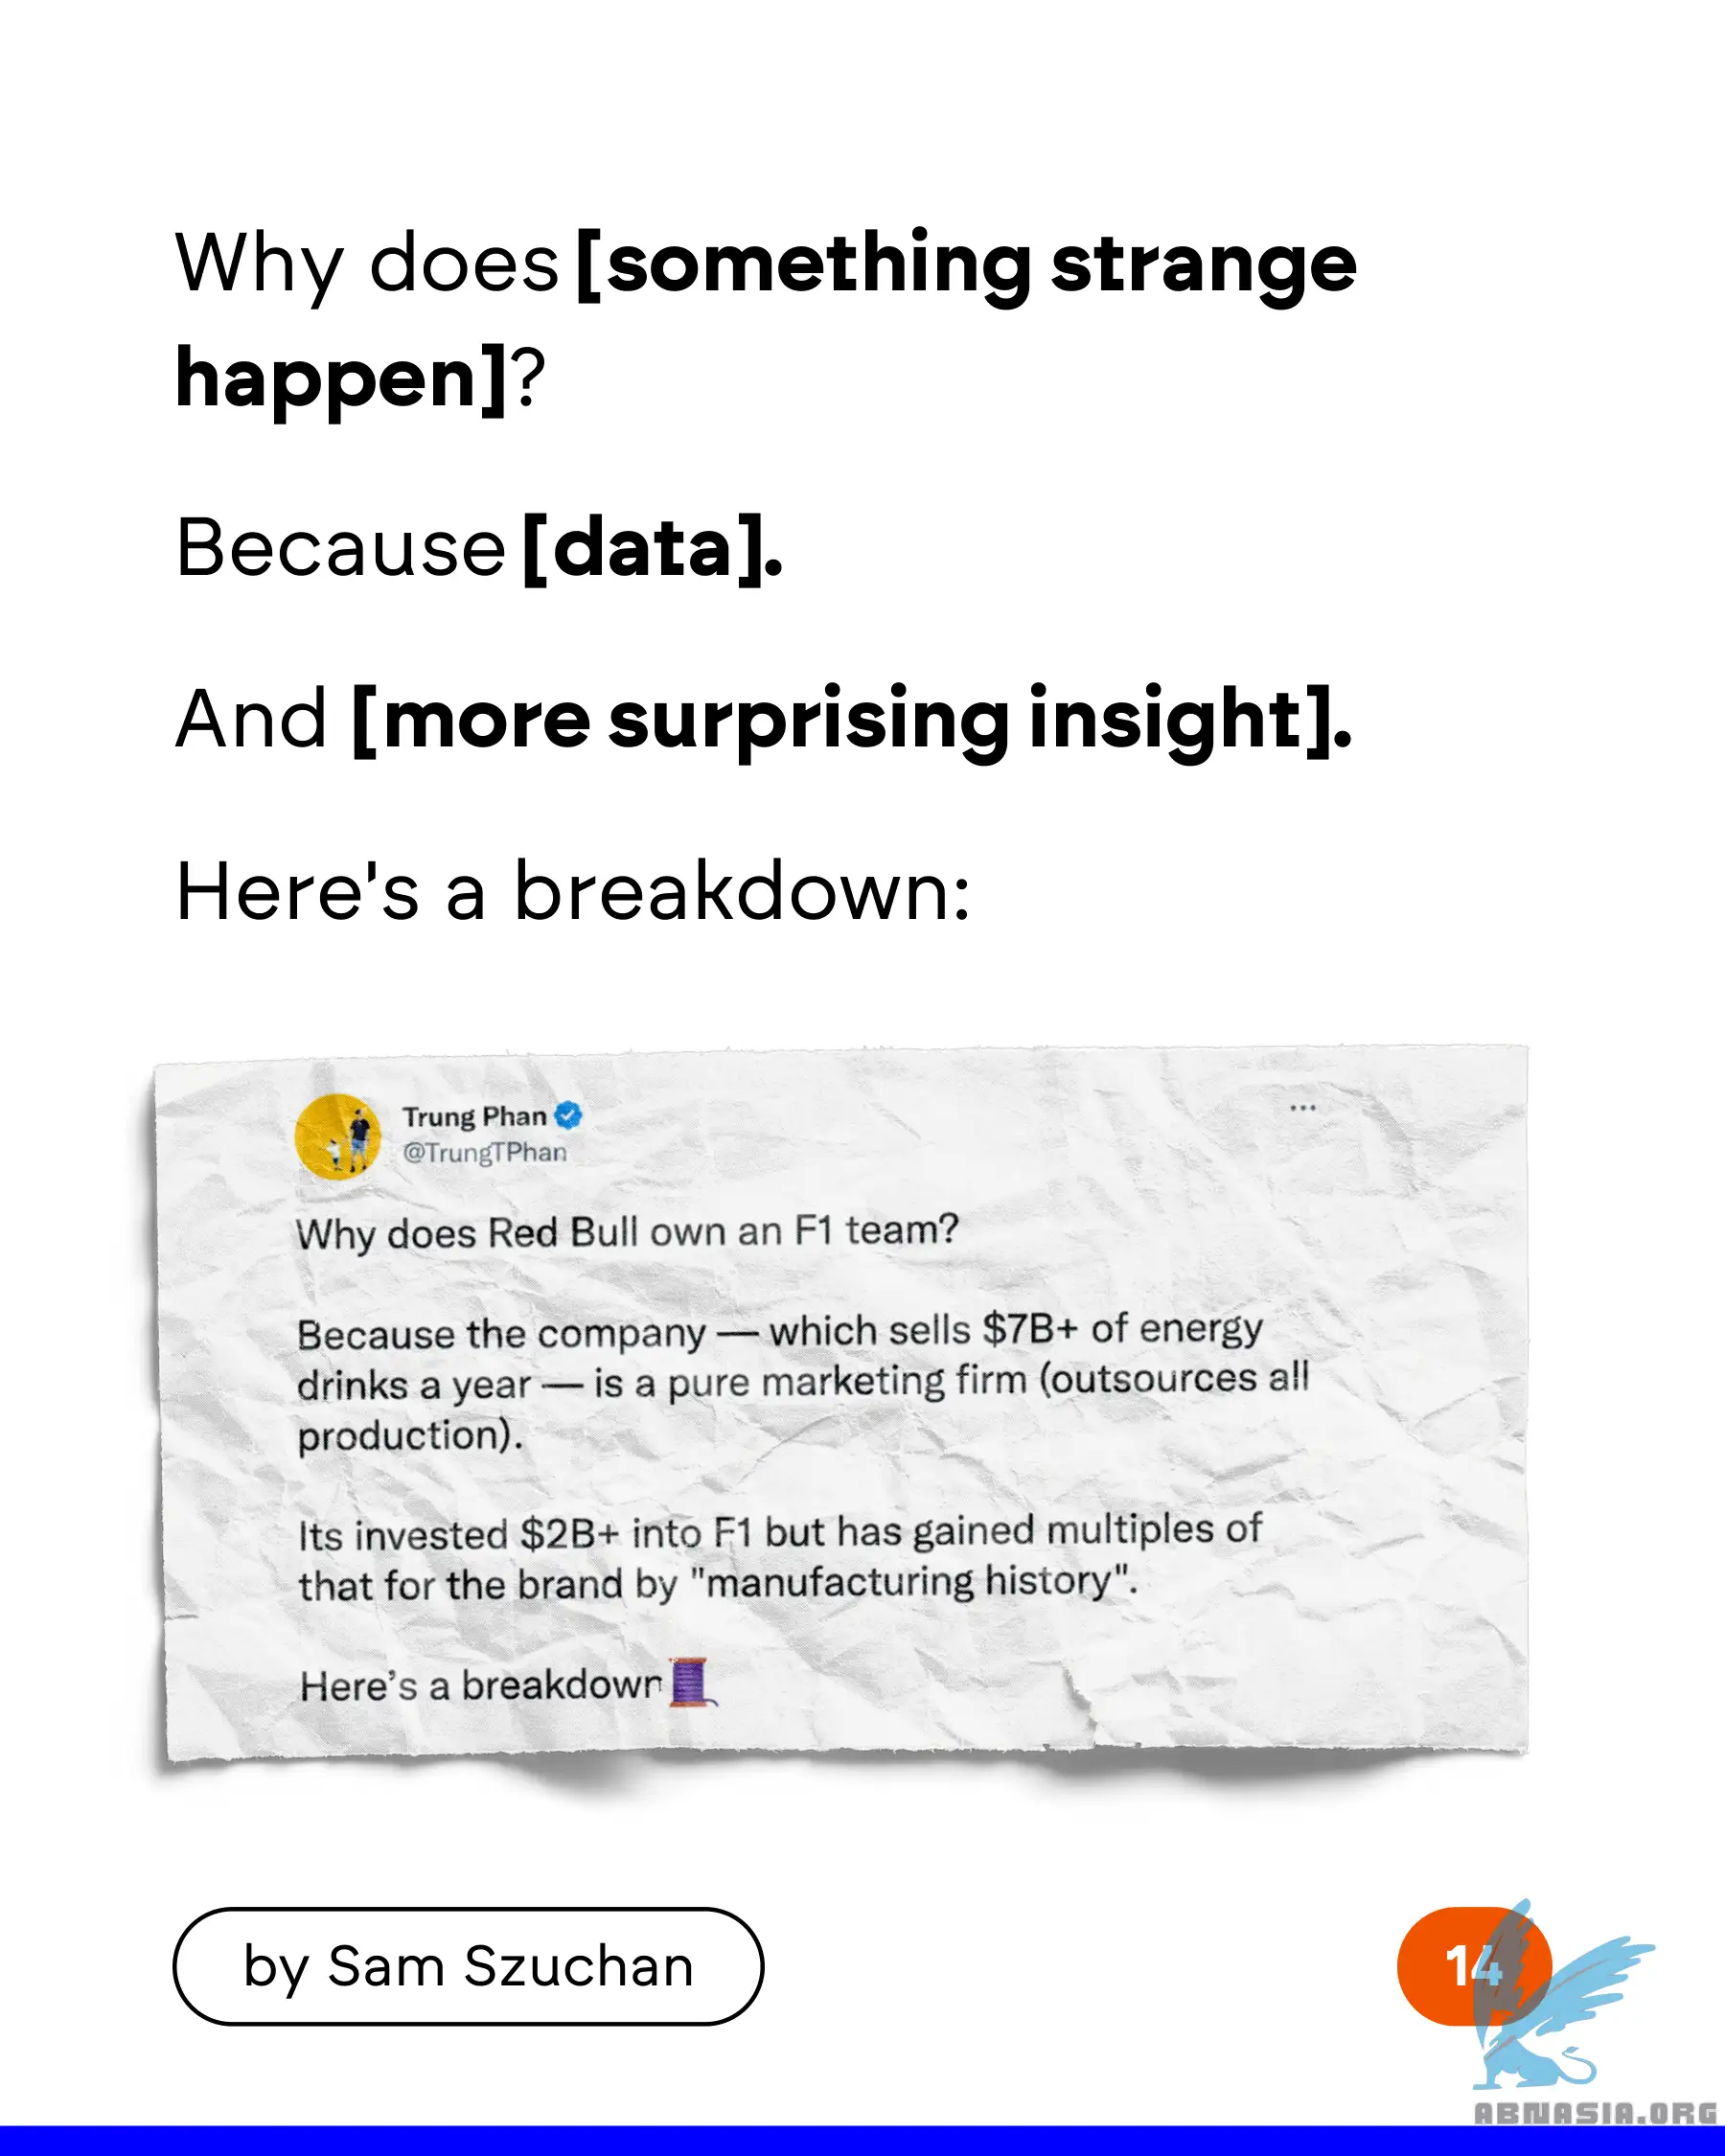 Why does [something strange
happen]?
Because [data].
And [more surprising insight].
Here's a breakdown:
Trung Phan
@TrungTPhan
Why does Red Bull own an F1 team?
Because the company — which sells $7B+ of energy
drinks a year — is a pure marketing firm (outsources all
production).
Its invested $2B+ into F1 but has gained multiples of
that for the brand by "manufacturing history".
Here's a breakdown
by Sam Szuchan
14
ABNASIA.ORG